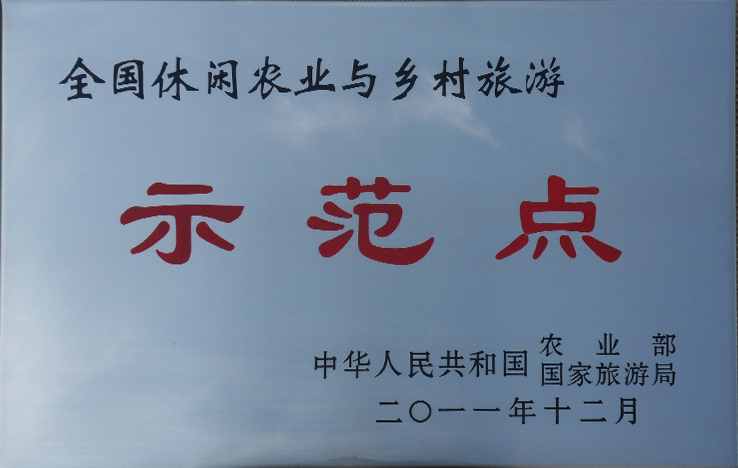 全国休闲农业与乡村旅游
示范点
中华人民共和国 农业部
国家旅游局
二〇一一年十二月